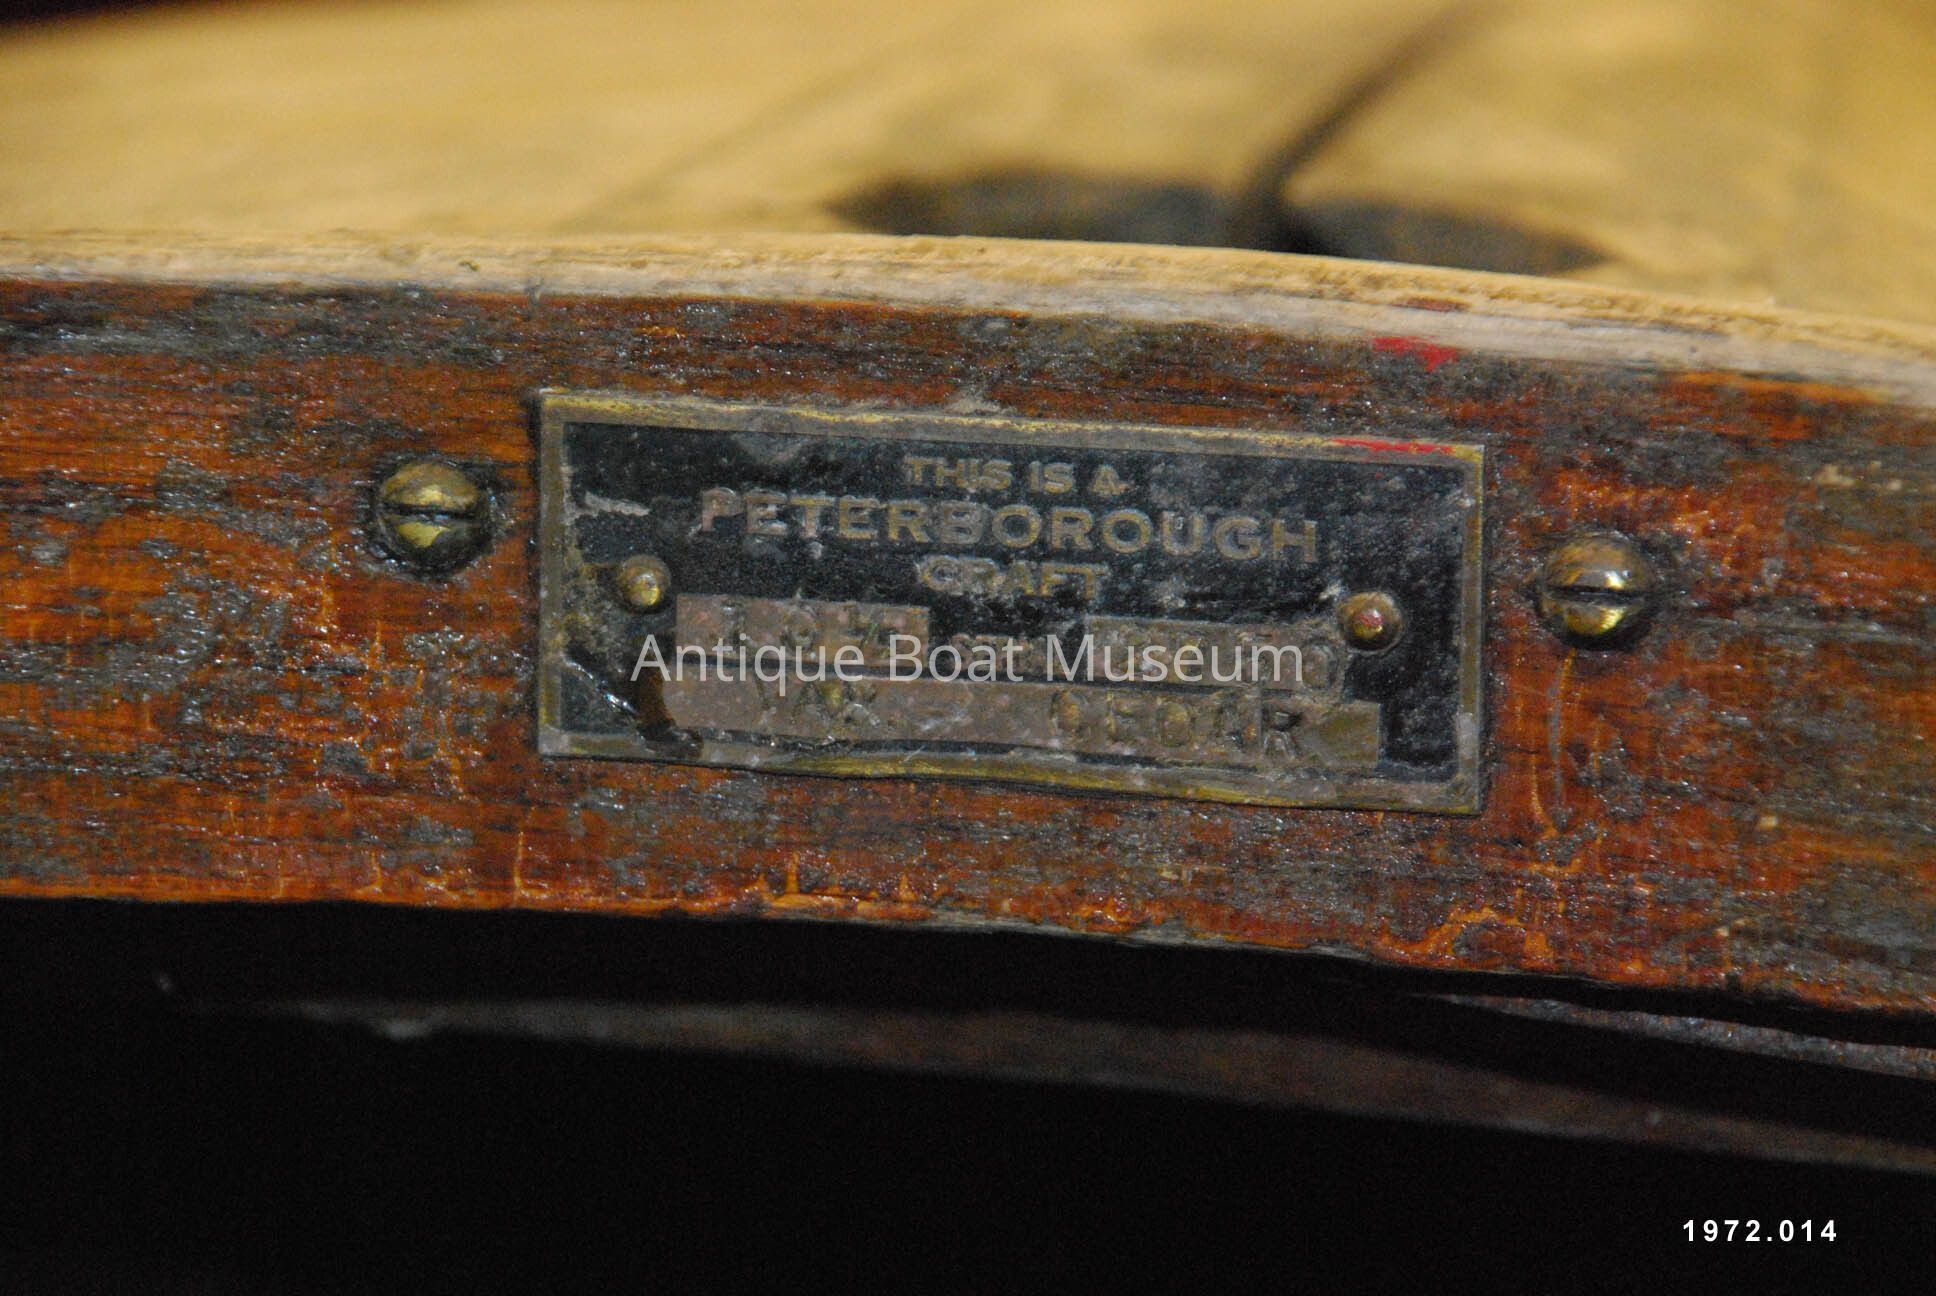 THIS IS A
PETERBOROUGH
CRAFT
Antique Boat Museum
CEDAR
1972.014